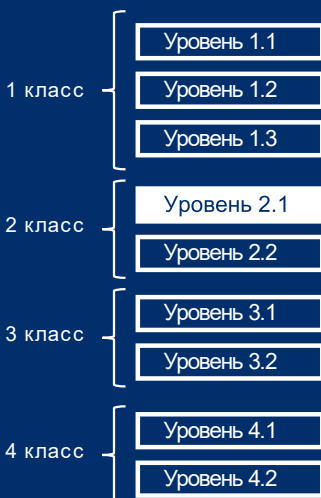 Уровень 1.1
1 класс
Уровень 1.2
Уровень 1.3
Уровень 2.1
2 класс
Уровень 2.2
Уровень 3.1
3 класс
Уровень 3.2
Уровень 4.1
4 класс
Уровень 4.2